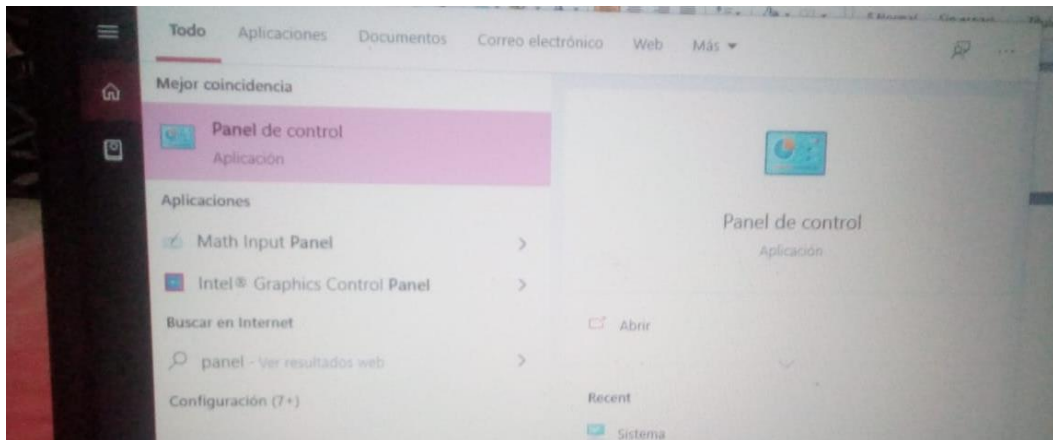 Todo Aplicaciones Documentos Correo electrónico Web Más
Mejor coincidencia
Panel de control
Aplicación
Aplicaciones
Math Input Panel
Intel® Graphics Control Panel
Buscar en Internet
panel - Ver resultados web
Configuración (7+)
Panel de control
Aplicación
Abrir
Recent
Sistema